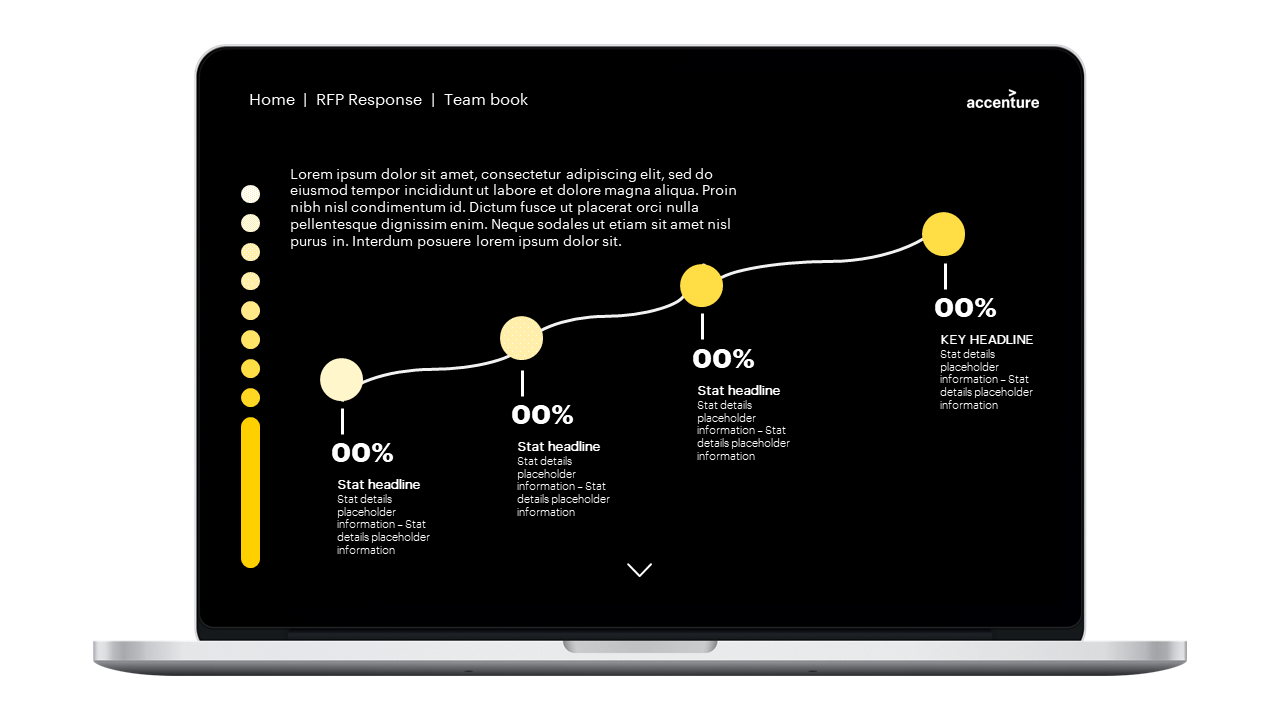 Home | RFP Response | Team book
>
accenture
Lorem ipsum dolor sit amet, consectetur adipiscing elit, sed do
eiusmod tempor incididunt ut labore et dolore magna aliqua. Proin
nibh nisl condimentum id. Dictum fusce ut placerat orci nulla
pellentesque dignissim enim. Neque sodales ut etiam sit amet nisl
purus in. Interdum posuere lorem ipsum dolor sit.
00%
Stat headline
Stat details
placeholder
information – Stat
details placeholder
information
00%
Stat headline
Stat details
placeholder
information – Stat
details placeholder
information
00%
Stat headline
Stat details
placeholder
information – Stat
details placeholder
information
00%
KEY HEADLINE
Stat details
placeholder
information – Stat
details placeholder
information